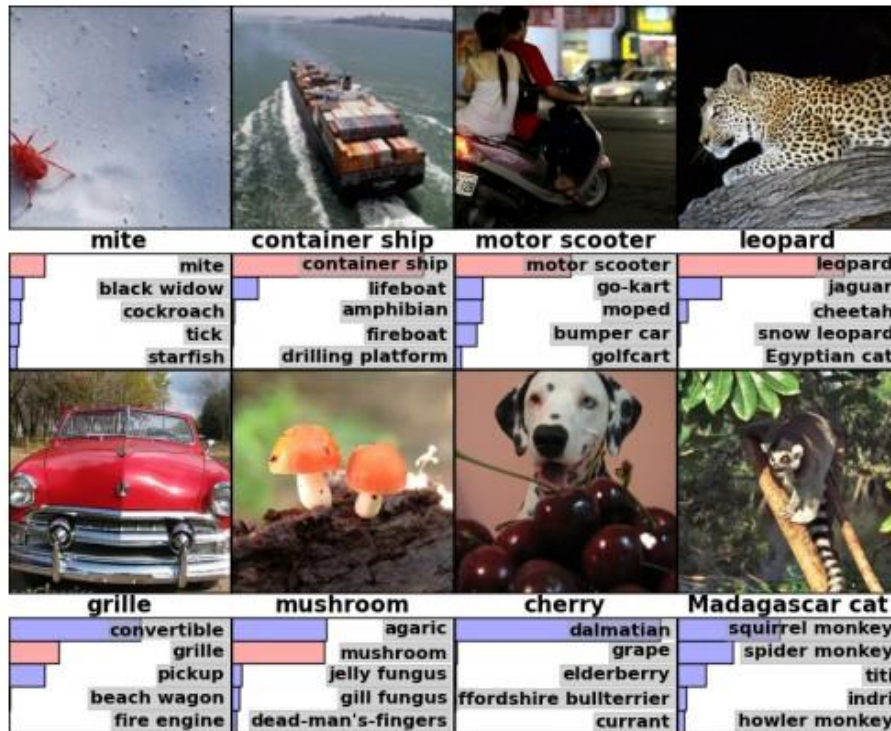 mite
container ship
motor scooter
leopard
mite
black widow
cockroach
tick
starfish
container ship
lifeboat
amphibian
fireboat
drilling platform
motor scooter
go-kart
moped
bumper car
golfcart
leopard
jaguar
cheetah
snow leopard
Egyptian cat
grille
mushroom
cherry
Madagascar cat
convertible
grille
pickup
beach wagon
fire engine
agaric
mushroom
jelly fungus
gill fungus
dead-man's-fingers
dalmatian
grape
elderberry
ffordshire bullterrier
currant
squirrel monkey
spider monkey
titi
indri
howler monkey